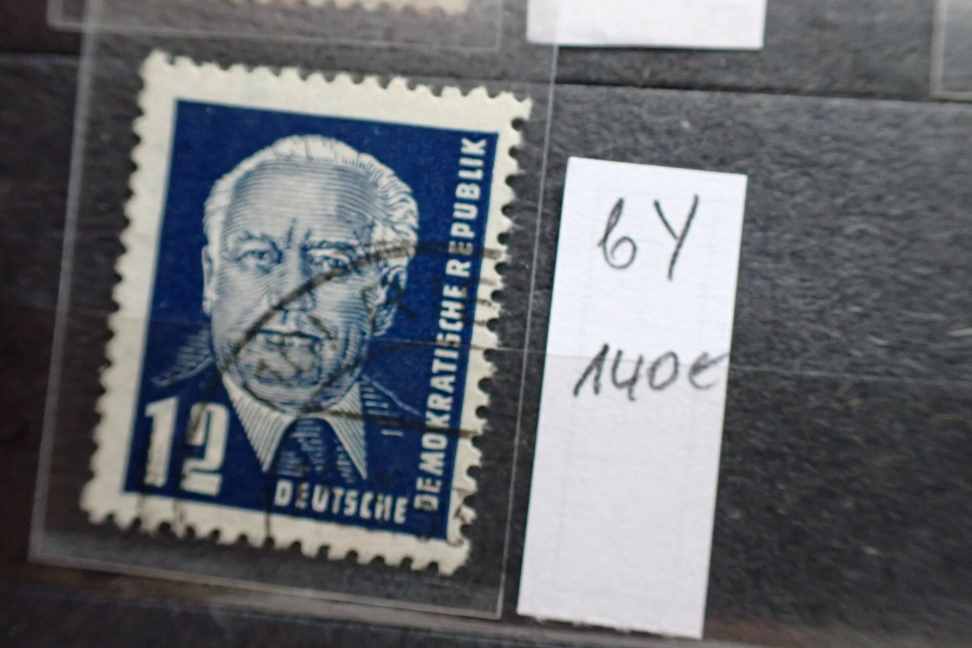 12
DEUTSCHE
DEMOKRATISCHE REPUBLIK
6Y
140€